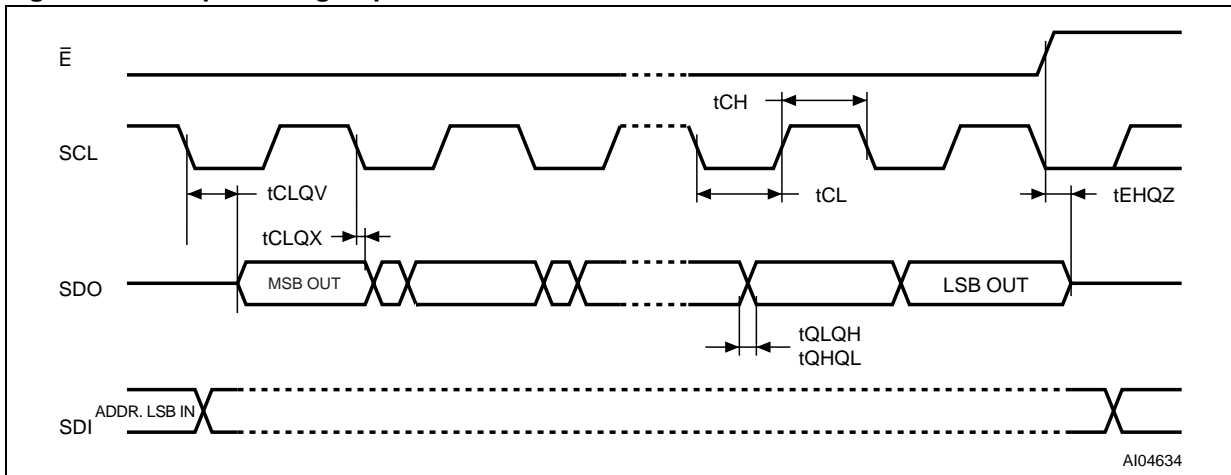 Ē
tCH
SCL
tCLQV
tCL
tEHQZ
tCLQX
SDO
MSB OUT
LSB OUT
tQLQH
tQHQL
SDI
ADDR. LSB IN
AI04634